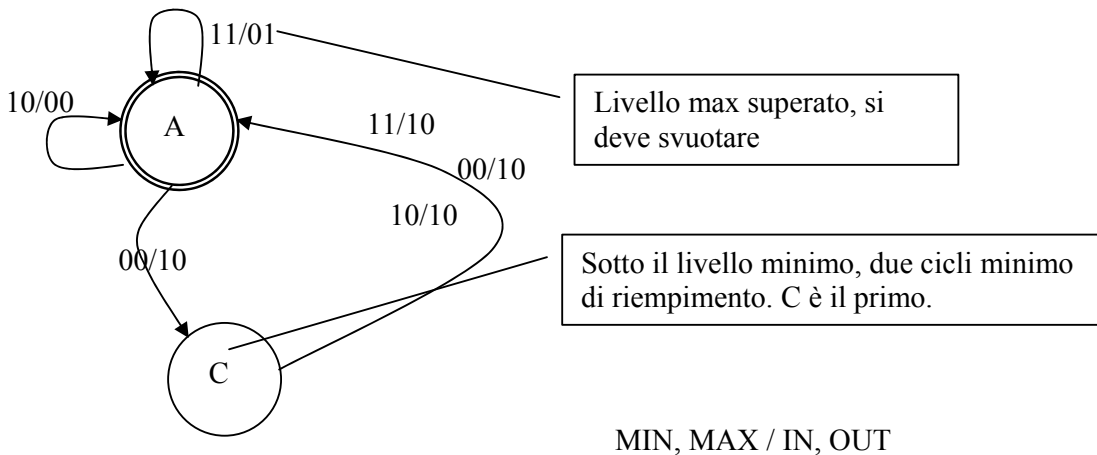 11/01
10/00
A
Livello max superato, si
deve svuotare
11/10
00/10
10/10
00/10
Sotto il livello minimo, due cicli minimo
di riempimento. C è il primo.
C
MIN, MAX / IN, OUT